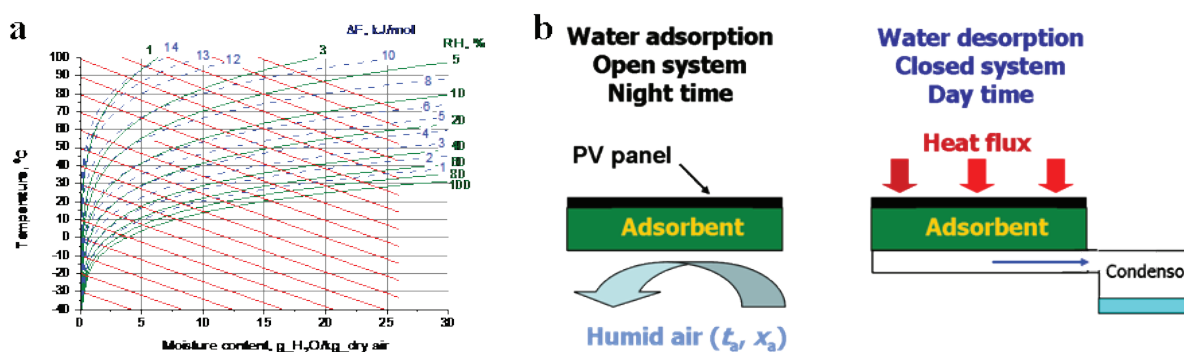 a
ΔF, kJ/mol
1
14
13
12
3
10
RH, %
5
8
10
6
5
20
4
40
3
60
2
80
1
100
100
90
80
70
60
50
40
30
20
10
0
-10
-20
-30
-40
Temperature, °C
0
5
10
15
20
25
30
Moisture content, g_H₂O/kg_dry air
b
Water adsorption
Open system
Night time
PV panel
Adsorbent
Humid air (tₐ, xₐ)
Water desorption
Closed system
Day time
Heat flux
Adsorbent
Condenso